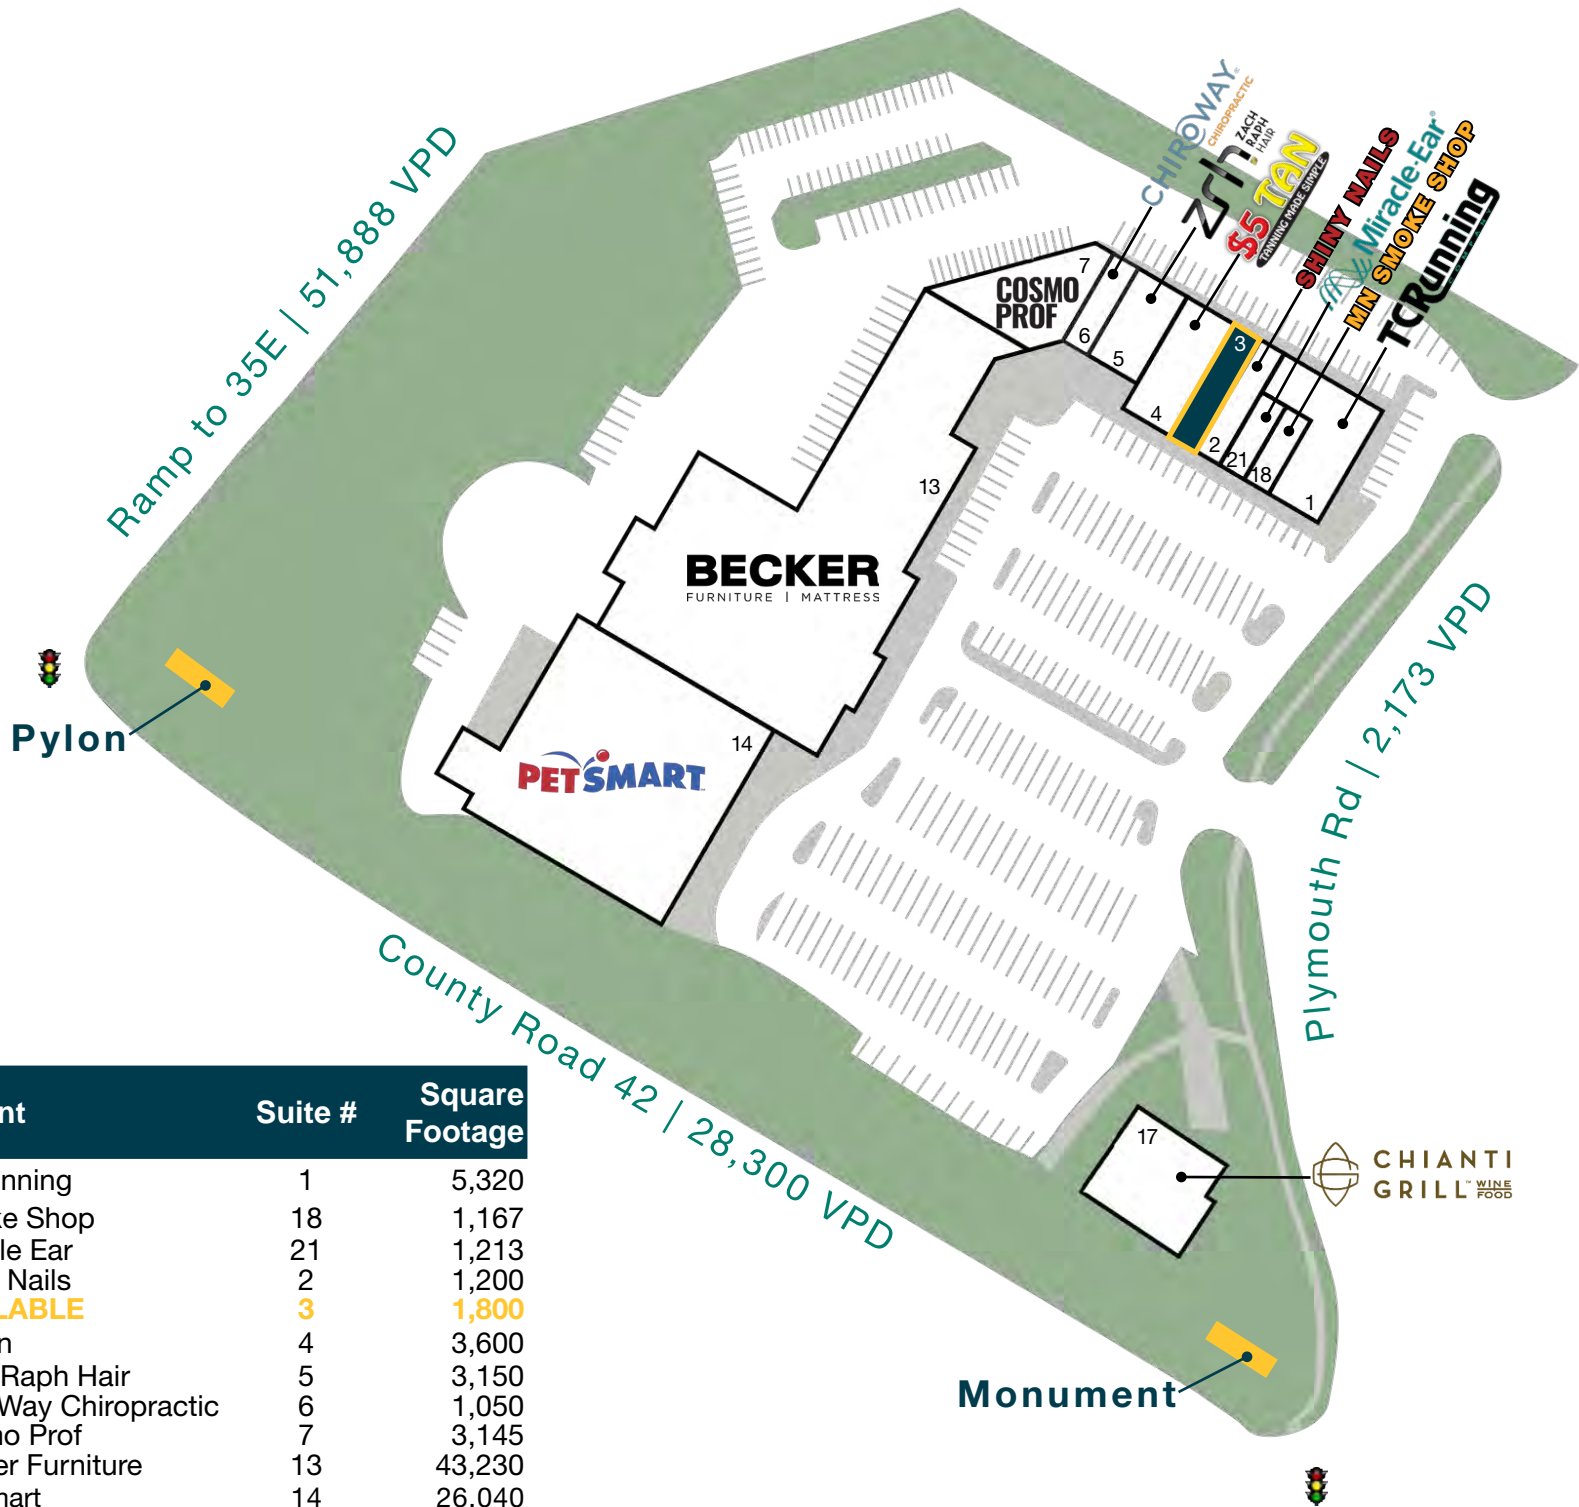 Ramp to 35E | 51,888 VPD
CHIROWAY®
CHIROPRACTIC
zrh
ZACH
RAPH
HAIR
$5 TAN
TANNING MADE SIMPLE
SHINY NAILS
Miracle-Ear®
MN SMOKE SHOP
TCRunning
COSMO
PROF
7
6
5
4
3
2
21
18
1
13
BECKER
FURNITURE | MATTRESS
14
PETSMART
Pylon
Plymouth Rd | 2,173 VPD
County Road 42 | 28,300 VPD
17
CHIANTI
GRILL™ WINE
FOOD
Monument
nt Suite # Square
Footage
nning 1 5,320
ke Shop 18 1,167
le Ear 21 1,213
Nails 2 1,200
LABLE 3 1,800
n 4 3,600
Raph Hair 5 3,150
Way Chiropractic 6 1,050
no Prof 7 3,145
er Furniture 13 43,230
mart 14 26,040